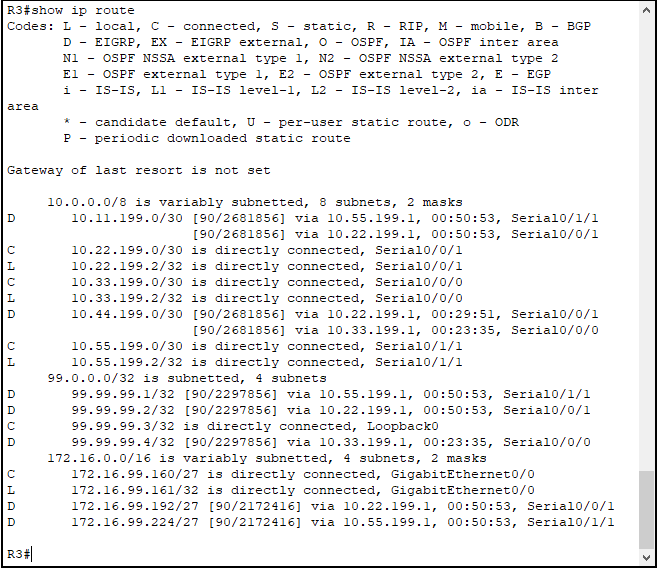 R3#show ip route
Codes: L - local, C - connected, S - static, R - RIP, M - mobile, B - BGP
       D - EIGRP, EX - EIGRP external, O - OSPF, IA - OSPF inter area
       N1 - OSPF NSSA external type 1, N2 - OSPF NSSA external type 2
       E1 - OSPF external type 1, E2 - OSPF external type 2, E - EGP
       i - IS-IS, L1 - IS-IS level-1, L2 - IS-IS level-2, ia - IS-IS inter
area
       * - candidate default, U - per-user static route, o - ODR
       P - periodic downloaded static route
Gateway of last resort is not set
     10.0.0.0/8 is variably subnetted, 8 subnets, 2 masks
D       10.11.199.0/30 [90/2681856] via 10.55.199.1, 00:50:53, Serial0/1/1
                       [90/2681856] via 10.22.199.1, 00:50:53, Serial0/0/1
C       10.22.199.0/30 is directly connected, Serial0/0/1
L       10.22.199.2/32 is directly connected, Serial0/0/1
C       10.33.199.0/30 is directly connected, Serial0/0/0
L       10.33.199.2/32 is directly connected, Serial0/0/0
D       10.44.199.0/30 [90/2681856] via 10.22.199.1, 00:29:51, Serial0/0/1
                       [90/2681856] via 10.33.199.1, 00:23:35, Serial0/0/0
C       10.55.199.0/30 is directly connected, Serial0/1/1
L       10.55.199.2/32 is directly connected, Serial0/1/1
     99.0.0.0/32 is subnetted, 4 subnets
D       99.99.99.1/32 [90/2297856] via 10.55.199.1, 00:50:53, Serial0/1/1
D       99.99.99.2/32 [90/2297856] via 10.22.199.1, 00:50:53, Serial0/0/1
C       99.99.99.3/32 is directly connected, Loopback0
D       99.99.99.4/32 [90/2297856] via 10.33.199.1, 00:23:35, Serial0/0/0
     172.16.0.0/16 is variably subnetted, 4 subnets, 2 masks
C       172.16.99.160/27 is directly connected, GigabitEthernet0/0
L       172.16.99.161/32 is directly connected, GigabitEthernet0/0
D       172.16.99.192/27 [90/2172416] via 10.22.199.1, 00:50:53, Serial0/0/1
D       172.16.99.224/27 [90/2172416] via 10.55.199.1, 00:50:53, Serial0/1/1
R3#